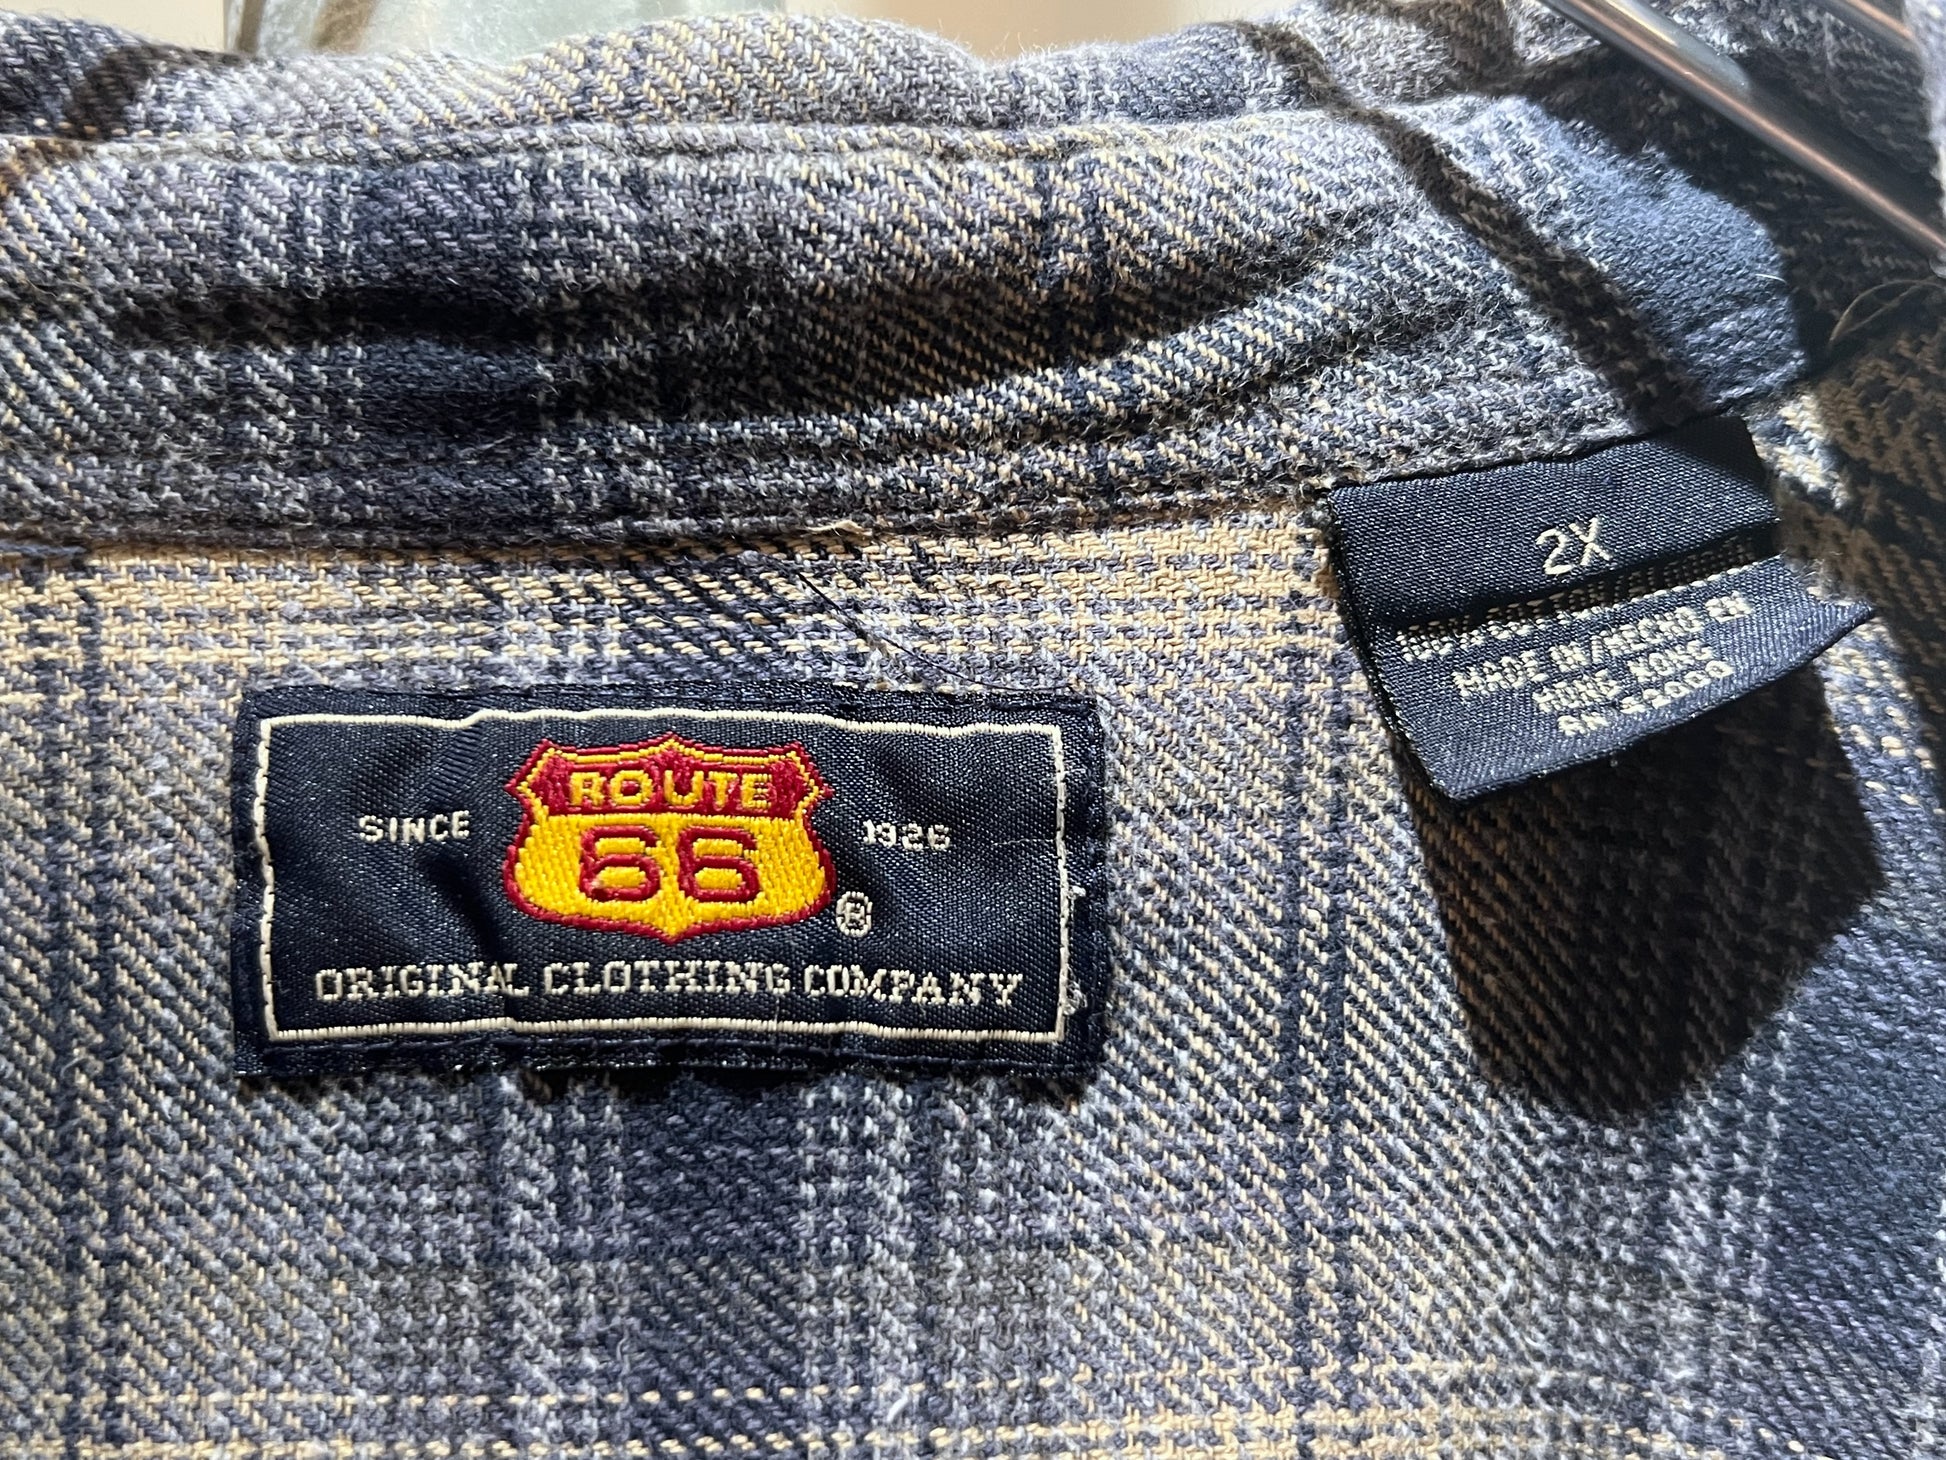 2X
MADE IN/HECHO EN
HONG KONG
SINCE
ROUTE
66
1926
®
ORIGINAL CLOTHING COMPANY